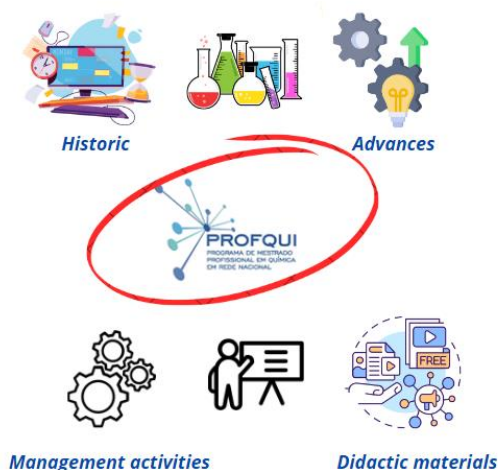 Historic
Advances
PROFQUI
PROGRAMA DE MESTRADO
PROFISSIONAL EM QUÍMICA
EM REDE NACIONAL
FREE
Management activities
Didactic materials